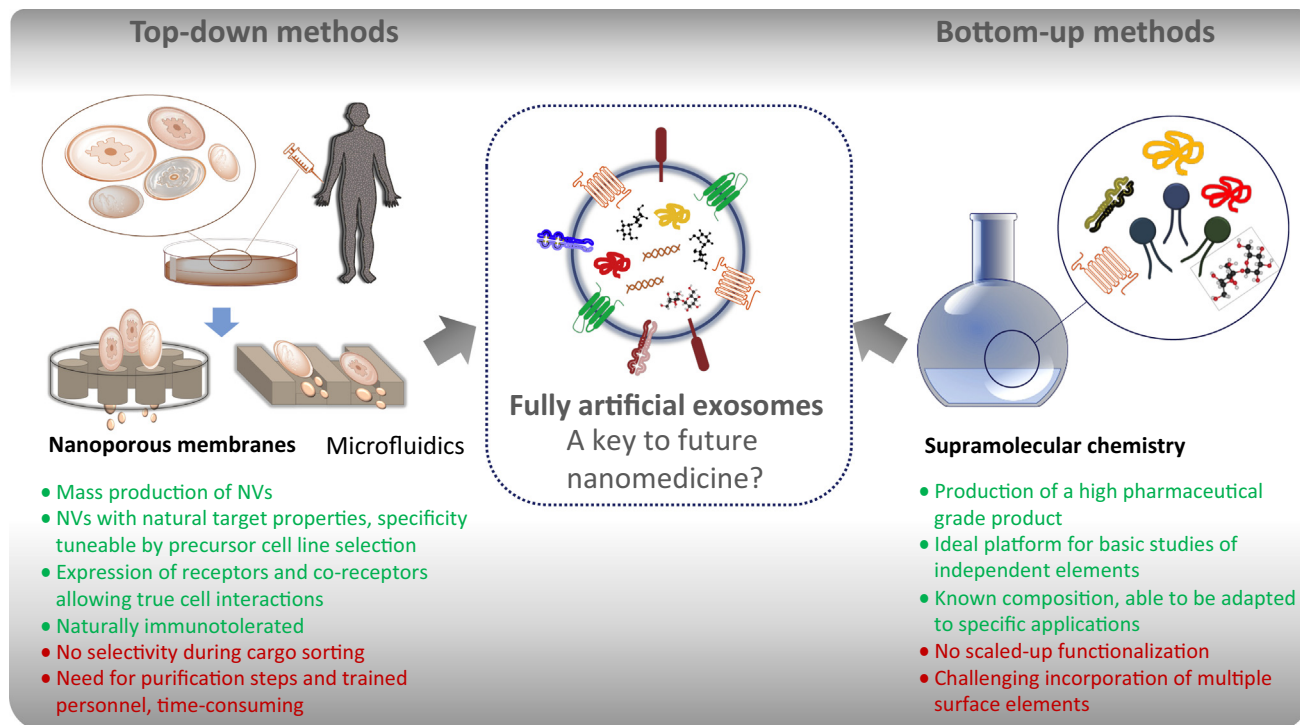 Top-down methods
Bottom-up methods
Nanoporous membranes
Microfluidics
• Mass production of NVs
• NVs with natural target properties, specificity
tuneable by precursor cell line selection
• Expression of receptors and co-receptors
allowing true cell interactions
• Naturally immunotolerated
• No selectivity during cargo sorting
• Need for purification steps and trained
personnel, time-consuming
Fully artificial exosomes
A key to future
nanomedicine?
Supramolecular chemistry
• Production of a high pharmaceutical
grade product
• Ideal platform for basic studies of
independent elements
• Known composition, able to be adapted
to specific applications
• No scaled-up functionalization
• Challenging incorporation of multiple
surface elements